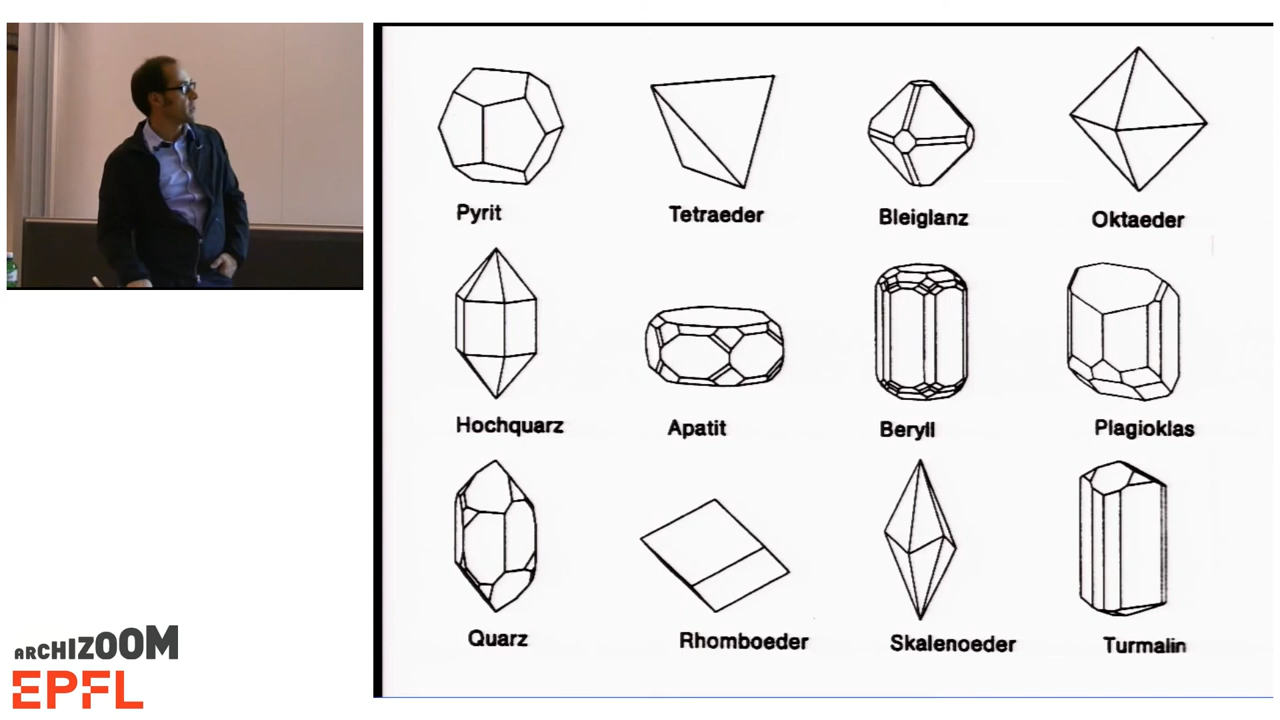 Pyrit
Tetraeder
Bleiglanz
Oktaeder
Hochquarz
Apatit
Beryll
Plagioklas
Quarz
Rhomboeder
Skalenoeder
Turmalin
ARCHIZOOM
EPFL